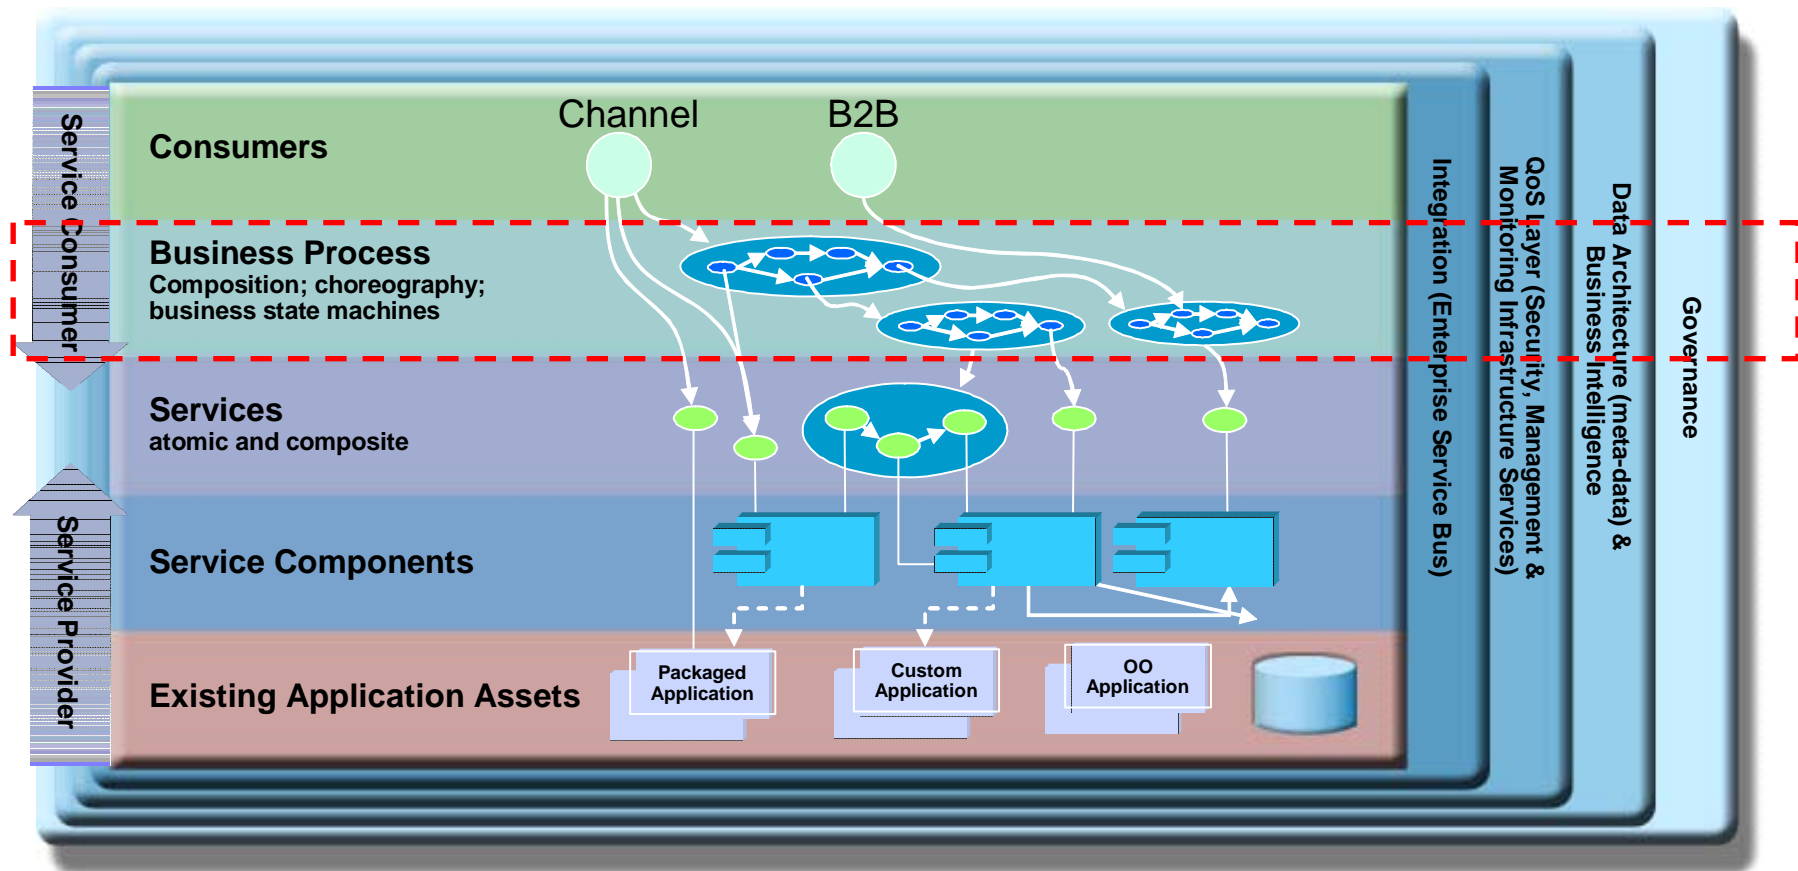 Channel
B2B
Consumers
Business Process
Composition; choreography;
business state machines
Services
atomic and composite
Service Components
Existing Application Assets
Packaged
Application
Custom
Application
OO
Application
Service Consumer
Service Provider
Integration (Enterprise Service Bus)
QoS Layer (Security, Management &
Monitoring Infrastructure Services)
Data Architecture (meta-data) &
Business Intelligence
Governance